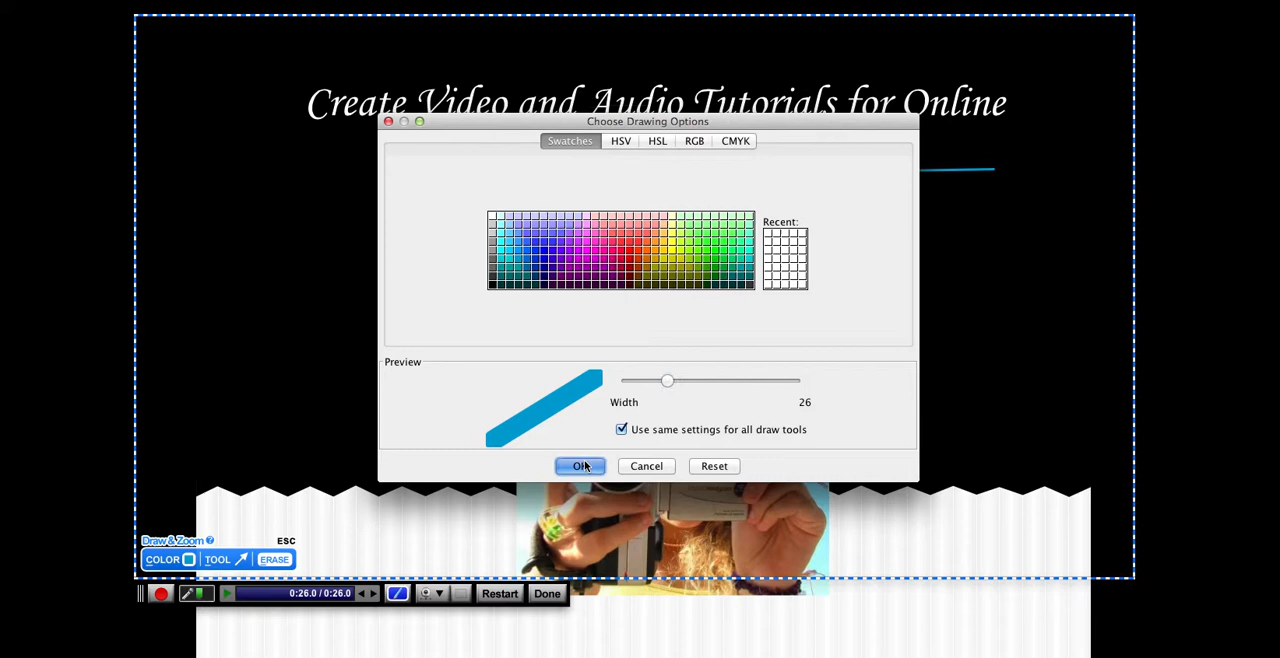 Create Video and Audio Tutorials for Online
Choose Drawing Options
Swatches HSV HSL RGB CMYK
Recent:
Preview
Width 26
Use same settings for all draw tools
OK Cancel Reset
Draw & Zoom ? ESC
COLOR TOOL ERASE
0:26.0 / 0:26.0 Restart Done